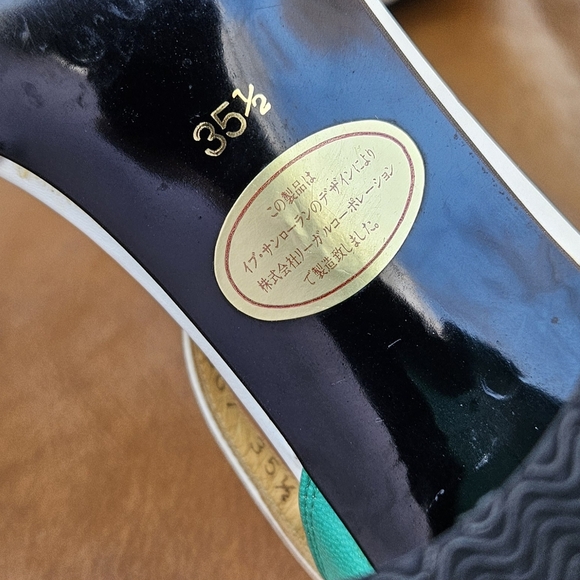 35½
この製品は
イブ・サンローランのデザインにより
株式会社リーガルコーポレーション
で製造致しました。
35½